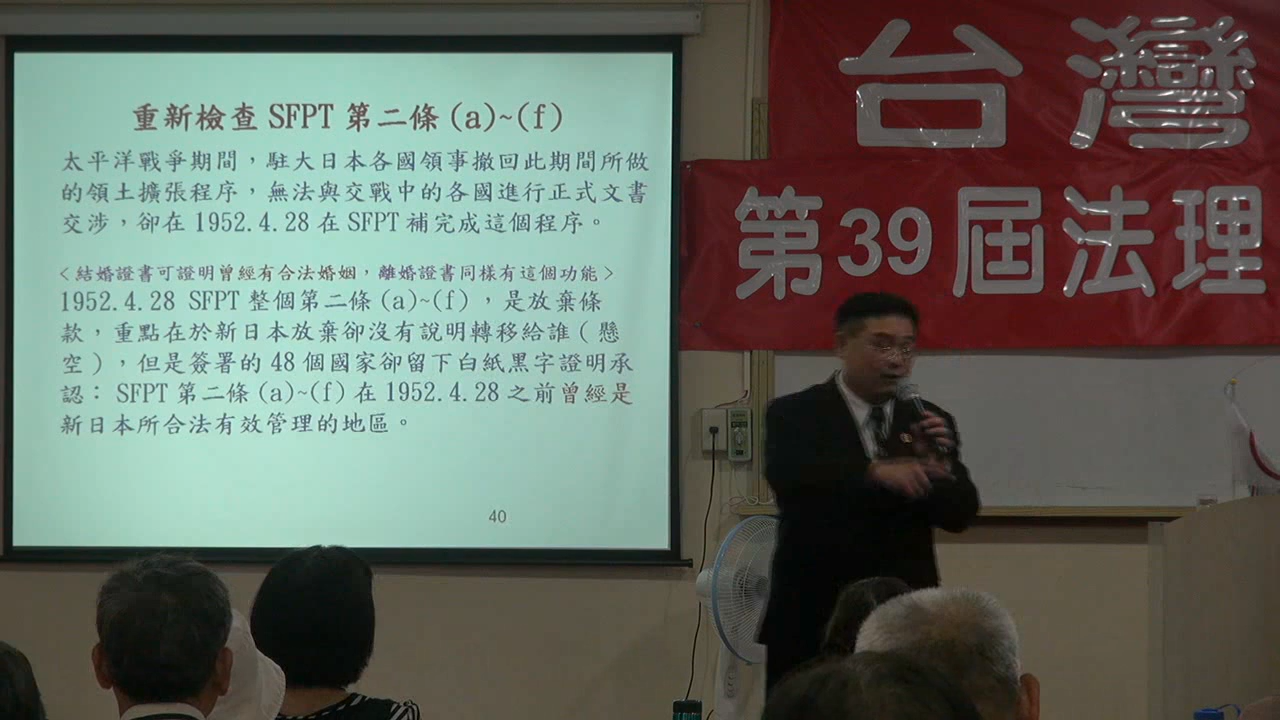 重新檢查 SFPT 第二條 (a)~(f)
太平洋戰爭期間，駐大日本各國領事撤回此期間所做
的領土擴張程序，無法與交戰中的各國進行正式文書
交涉，卻在 1952.4.28 在 SFPT 補完成這個程序。
<結婚證書可證明曾經有合法婚姻，離婚證書同樣有這個功能>
1952.4.28 SFPT 整個第二條 (a)~(f) ，是放棄條
款，重點在於新日本放棄卻沒有說明轉移給誰（懸
空），但是簽署的 48 個國家卻留下白紙黑字證明承
認： SFPT 第二條 (a)~(f) 在 1952.4.28 之前曾經是
新日本所合法有效管理的地區。
40
台灣
第39屆法理